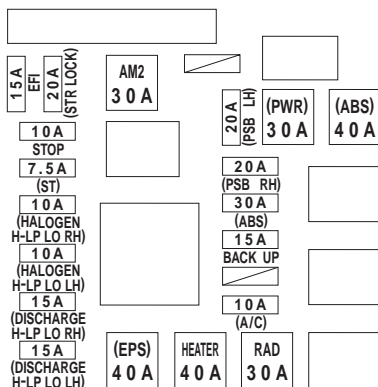 15A
EFI
20A
(STR LOCK)
AM2
30A
20A
(PSB LH)
(PWR)
30A
(ABS)
40A
10A
STOP
7.5A
(ST)
10A
(HALOGEN
H-LP LO RH)
10A
(HALOGEN
H-LP LO LH)
15A
(DISCHARGE
H-LP LO RH)
15A
(DISCHARGE
H-LP LO LH)
20A
(PSB RH)
30A
(ABS)
15A
BACK UP
10A
(A/C)
(EPS)
40A
HEATER
40A
RAD
30A